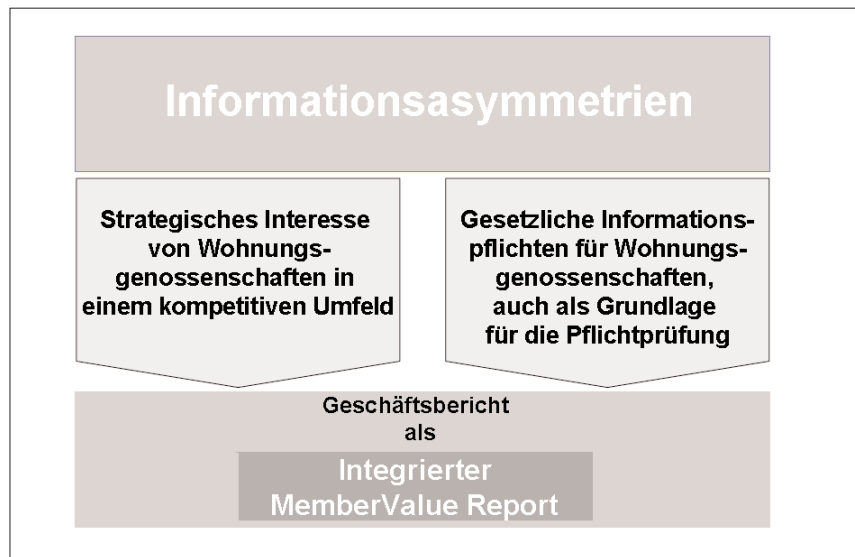 Informationsasymmetrien
Strategisches Interesse
von Wohnungs-
genossenschaften in
einem kompetitiven Umfeld
Gesetzliche Informations-
pflichten für Wohnungs-
genossenschaften,
auch als Grundlage
für die Pflichtprüfung
Geschäftsbericht
als
Integrierter
MemberValue Report